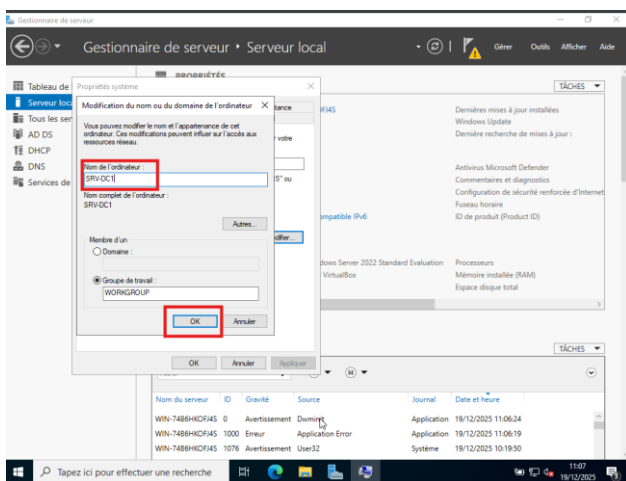 Gestionnaire de serveur
Gestionnaire de serveur • Serveur local
Gérer Outils Afficher Aide
PROPRIÉTÉS
TÂCHES
Tableau de
Serveur loc
Tous les ser
AD DS
DHCP
DNS
Services de
Propriétés système
Modification du nom ou du domaine de l'ordinateur
Vous pouvez modifier le nom et l'appartenance de cet
ordinateur. Ces modifications peuvent influer sur l'accès aux
ressources réseau.
Nom de l'ordinateur :
SRV-DC1
Nom complet de l'ordinateur :
SRV-DC1
Autres...
Membre d'un
Domaine :
Groupe de travail :
WORKGROUP
OK Annuler
tance
r votre
S" ou
difier...
OK Annuler Appliquer
FJ4S
ompatible IPv6
dows Server 2022 Standard Evaluation
VirtualBox
Dernières mises à jour installées
Windows Update
Dernière recherche de mises à jour :
Antivirus Microsoft Defender
Commentaires et diagnostics
Configuration de sécurité renforcée d'Internet
Fuseau horaire
ID de produit (Product ID)
Processeurs
Mémoire installée (RAM)
Espace disque total
TÂCHES
Nom du serveur ID Gravité Source Journal Date et heure
WIN-74B6HKOFJ4S 0 Avertissement Dwminit Application 19/12/2025 11:06:24
WIN-74B6HKOFJ4S 1000 Erreur Application Error Application 19/12/2025 11:06:19
WIN-74B6HKOFJ4S 1076 Avertissement User32 Système 19/12/2025 10:19:50
Tapez ici pour effectuer une recherche
11:07
19/12/2025